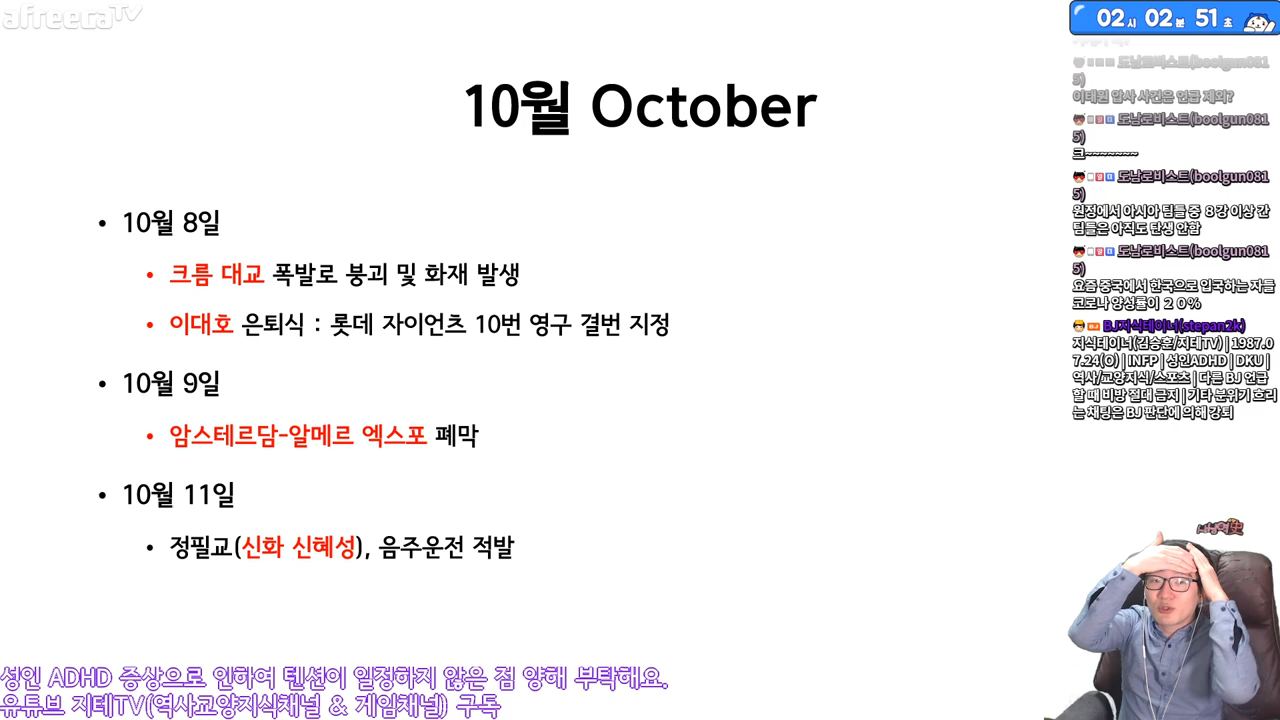 afreecaTV
02시 02분 51초
10월 October
• 10월 8일
• 크름 대교 폭발로 붕괴 및 화재 발생
• 이대호 은퇴식 : 롯데 자이언츠 10번 영구 결번 지정
• 10월 9일
• 암스테르담-알메르 엑스포 폐막
• 10월 11일
• 정필교(신화 신혜성), 음주운전 적발
도남로비스트(boolgun081
5)
이태원 압사 사건은 언급 제외?
도남로비스트(boolgun081
5)
크~~~~~~~
도남로비스트(boolgun081
5)
원정에서 아시아 팀들 중 8강 이상 간
팀들은 아직도 탄생 안함
도남로비스트(boolgun081
5)
요즘 중국에서 한국으로 입국하는 자들
코로나 양성률이 20%
BJ지식테이너(stepan2k)
지식테이너(김승훈/지테TV) | 1987.0
7.24(O) | INFP | 성인ADHD | DKU |
역사/교양지식/스포츠 | 다른 BJ 언급
할 때 비방 절대 금지 | 기타 분위기 흐리
는 채팅은 BJ 판단에 의해 강퇴
성인 ADHD 증상으로 인하여 텐션이 일정하지 않은 점 양해 부탁해요.
유튜브 지테TV(역사교양지식채널 & 게임채널) 구독